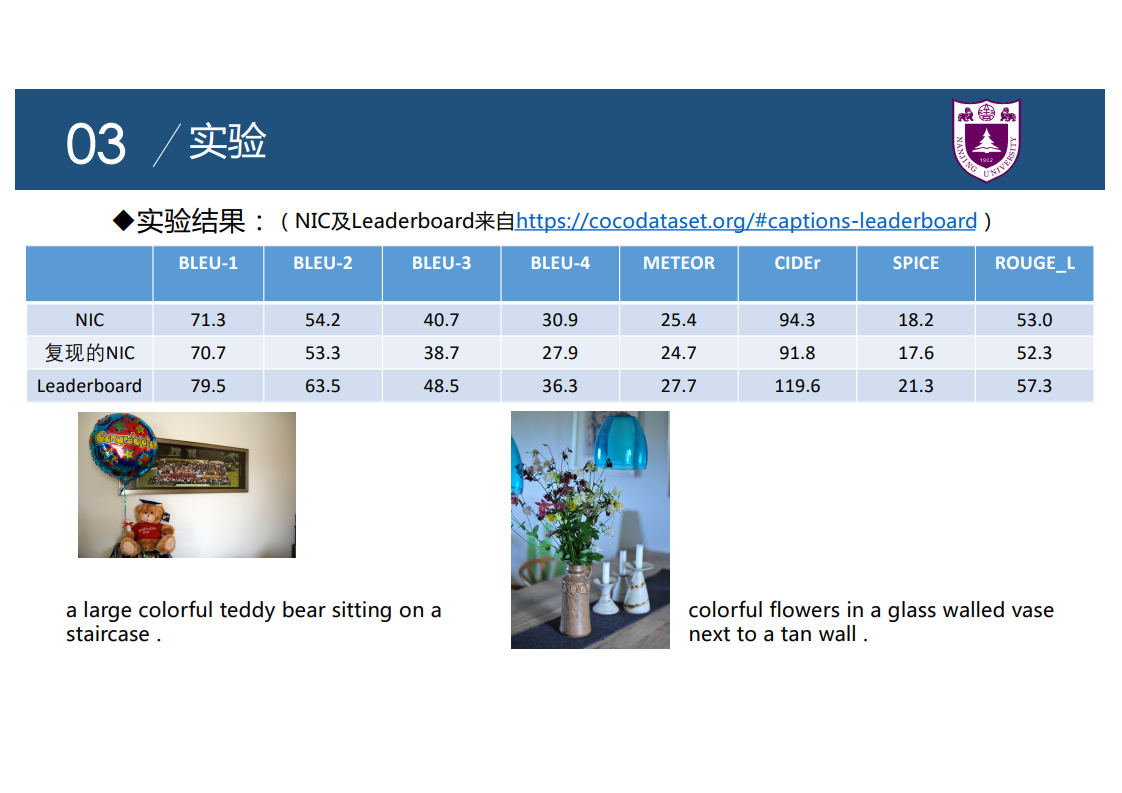 03
实验
NANJING UNIVERSITY
1902
◆实验结果：（NIC及Leaderboard来自https://cocodataset.org/#captions-leaderboard）
BLEU-1 BLEU-2 BLEU-3 BLEU-4 METEOR CIDEr SPICE ROUGE_L
NIC 71.3 54.2 40.7 30.9 25.4 94.3 18.2 53.0
复现的NIC 70.7 53.3 38.7 27.9 24.7 91.8 17.6 52.3
Leaderboard 79.5 63.5 48.5 36.3 27.7 119.6 21.3 57.3
a large colorful teddy bear sitting on a
staircase .
colorful flowers in a glass walled vase
next to a tan wall .